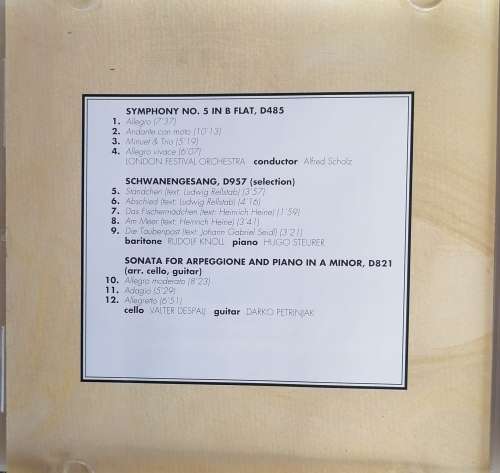 SYMPHONY NO. 5 IN B FLAT, D485
1. Allegro (7'37)
2. Andante con moto (10'13)
3. Minuet & Trio (5'19)
4. Allegro vivace (6'07)
LONDON FESTIVAL ORCHESTRA conductor Alfred Scholz
SCHWANENGESANG, D957 (selection)
5. Ständchen (text: Ludwig Rellstab) (3'57)
6. Abschied (text: Ludwig Rellstab) (4'16)
7. Das Fischermädchen (text: Heinrich Heine) (1'59)
8. Am Meer (text: Heinrich Heine) (3'41)
9. Die Taubenpost (text: Johann Gabriel Seidl) (3'21)
baritone RUDOLF KNOLL piano HUGO STEURER
SONATA FOR ARPEGGIONE AND PIANO IN A MINOR, D821
(arr. cello, guitar)
10. Allegro moderato (8'23)
11. Adagio (5'29)
12. Allegretto (6'51)
cello VALTER DESPALJ guitar DARKO PETRINJAK